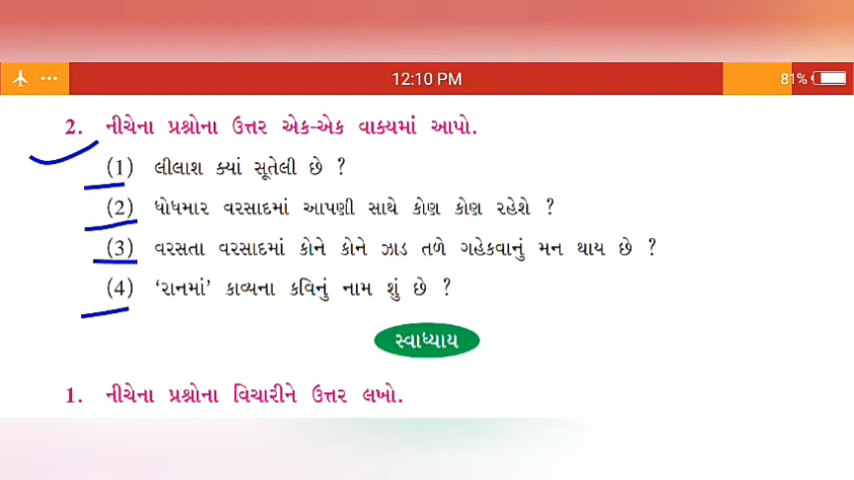 12:10 PM
81%
2. નીચેના પ્રશ્નોના ઉત્તર એક-એક વાક્યમાં આપો.
(1) લીલાશ ક્યાં સૂતેલી છે ?
(2) ધોધમાર વરસાદમાં આપણી સાથે કોણ કોણ રહેશે ?
(3) વરસતા વરસાદમાં કોને કોને ઝાડ તળે ગહેકવાનું મન થાય છે ?
(4) ‘રાનમાં’ કાવ્યના કવિનું નામ શું છે ?
સ્વાધ્યાય
1. નીચેના પ્રશ્નોના વિચારીને ઉત્તર લખો.